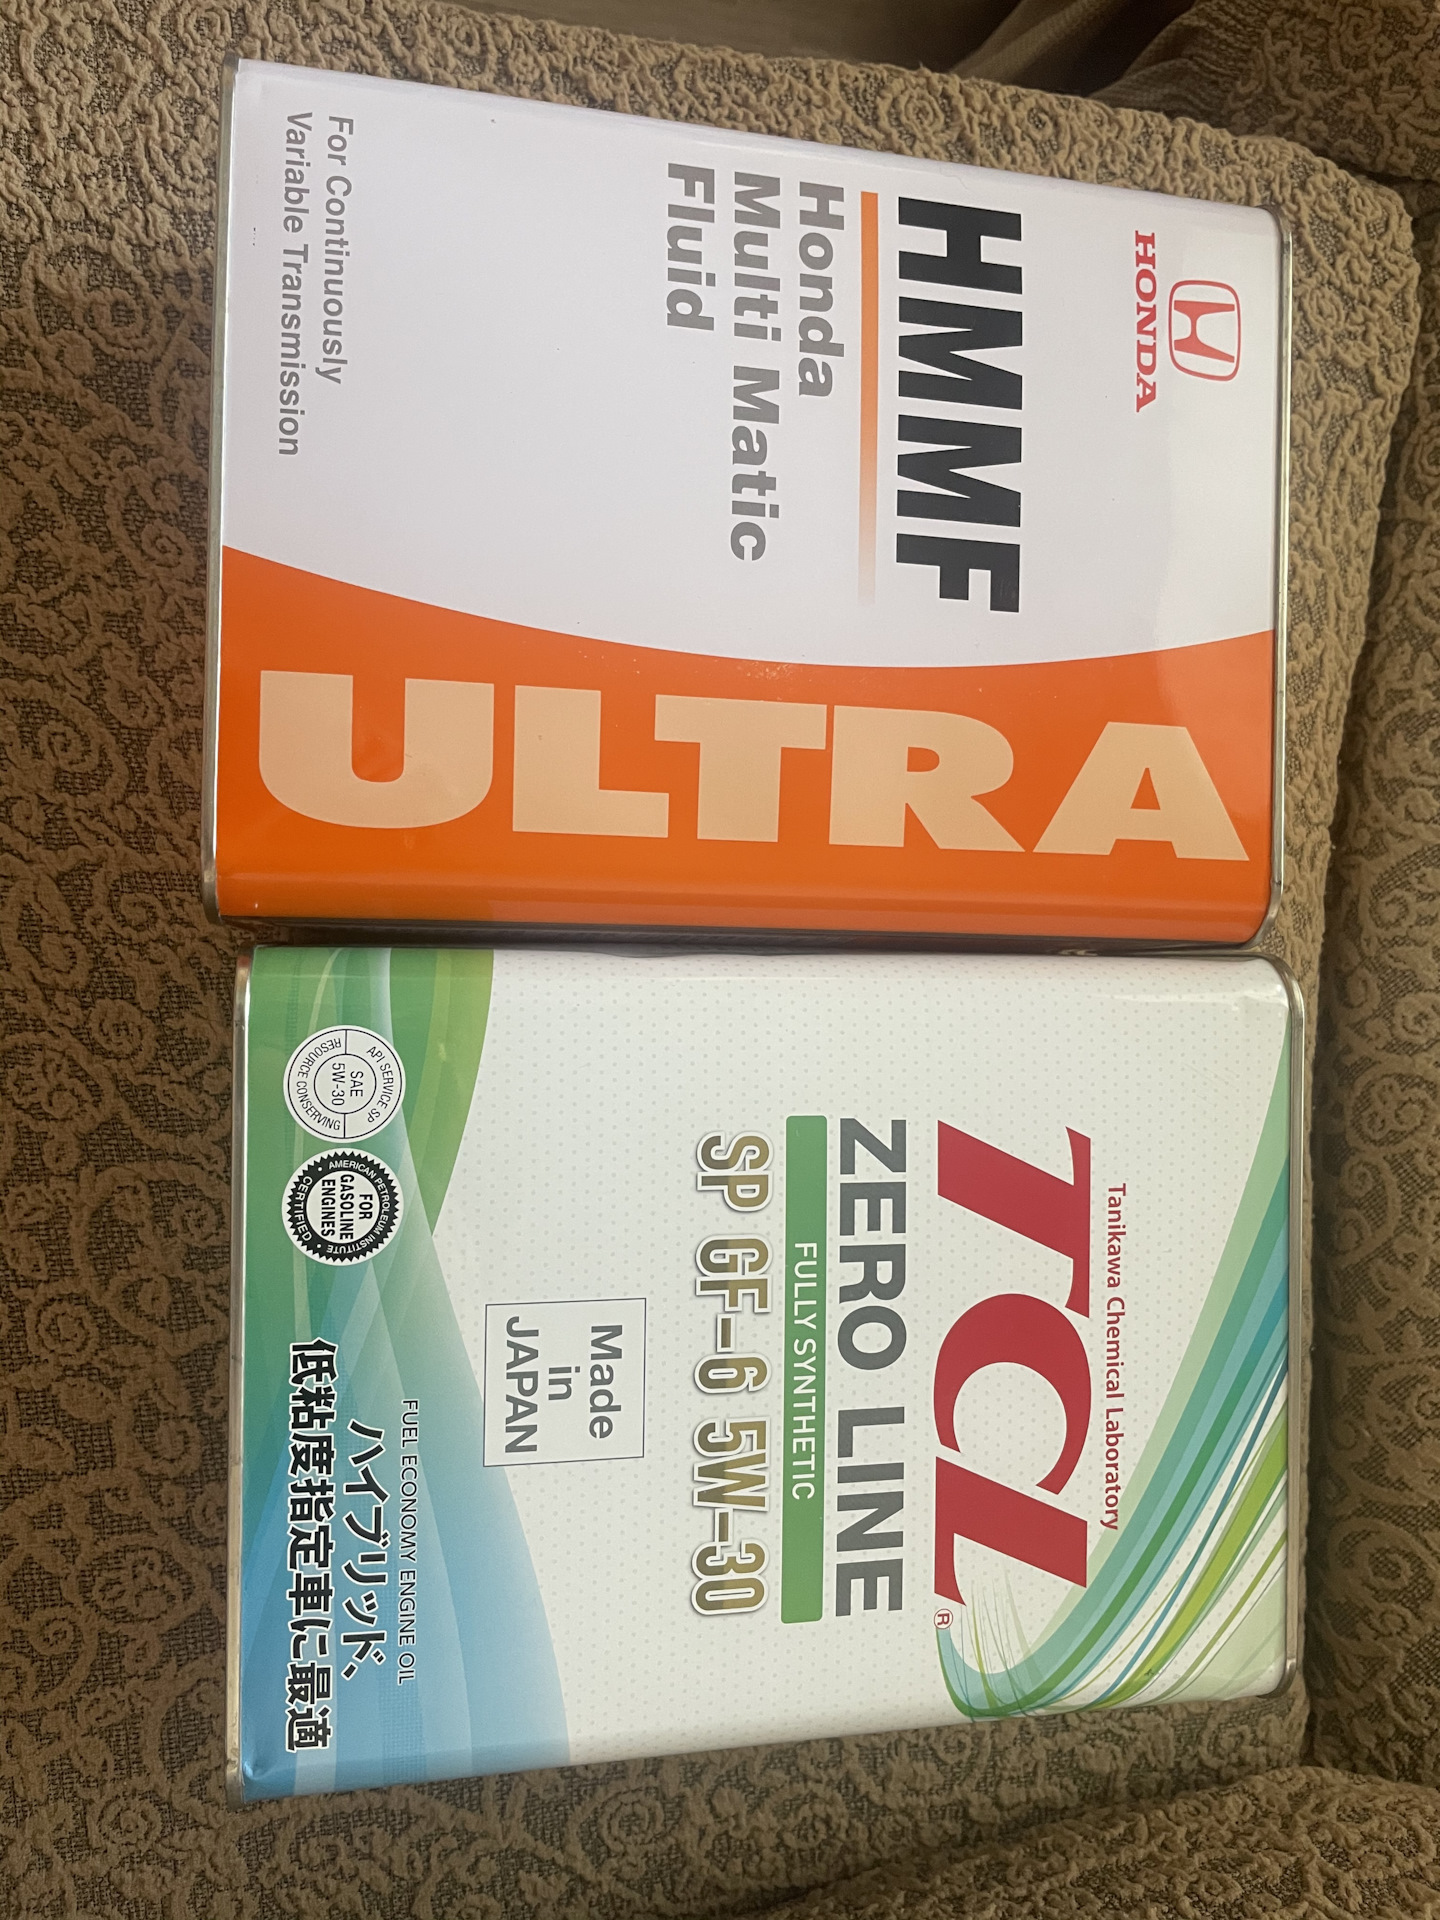 HONDA
HMMF
Honda
Multi Matic
Fluid
For Continuously
Variable Transmission
ULTRA
Tanikawa Chemical Laboratory
TCL®
ZERO LINE
FULLY SYNTHETIC
SP GF-6 5W-30
Made
in
JAPAN
API SERVICE SP
SAE
5W-30
RESOURCE CONSERVING
AMERICAN PETROLEUM INSTITUTE
FOR
GASOLINE
ENGINES
CERTIFIED
FUEL ECONOMY ENGINE OIL
ハイブリッド、
低粘度指定車に最適